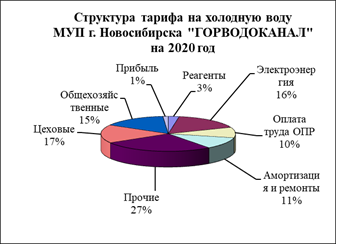 Структура тарифа на холодную воду
МУП г. Новосибирска "ГОРВОДОКАНАЛ"
на 2020 год
Прибыль
1%
Реагенты
3%
Электроэнер
гия
16%
Оплата
труда ОПР
10%
Амортизаци
я и ремонты
11%
Прочие
27%
Цеховые
17%
Общехозяйс
твенные
15%